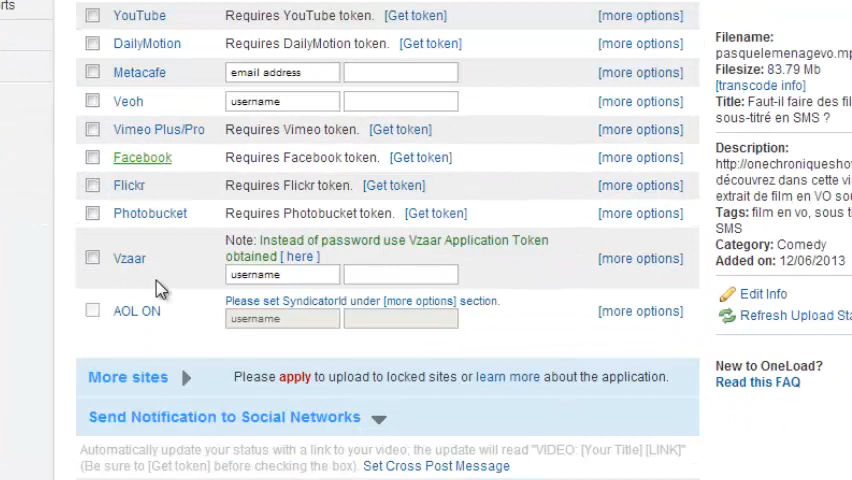 rts
YouTube Requires YouTube token. [Get token] [more options]
DailyMotion Requires DailyMotion token. [Get token] [more options]
Metacafe email address [more options]
Veoh username [more options]
Vimeo Plus/Pro Requires Vimeo token. [Get token] [more options]
Facebook Requires Facebook token. [Get token] [more options]
Flickr Requires Flickr token. [Get token] [more options]
Photobucket Requires Photobucket token. [Get token] [more options]
Note: Instead of password use Vzaar Application Token
Vzaar obtained [ here ] [more options]
username
Please set SyndicatorId under [more options] section.
AOL ON username [more options]
More sites Please apply to upload to locked sites or learn more about the application.
Send Notification to Social Networks
Automatically update your status with a link to your video; the update will read "VIDEO: [Your Title] [LINK]"
(Be sure to [Get token] before checking the box). Set Cross Post Message
Filename:
pasquelemenagevo.mp
Filesize: 83.79 Mb
[transcode info]
Title: Faut-il faire des fil
sous-titré en SMS ?
Description:
http://onechroniquesho
découvrez dans cette vi
extrait de film en VO sou
Tags: film en vo, sous t
SMS
Category: Comedy
Added on: 12/06/2013
Edit Info
Refresh Upload Sta
New to OneLoad?
Read this FAQ